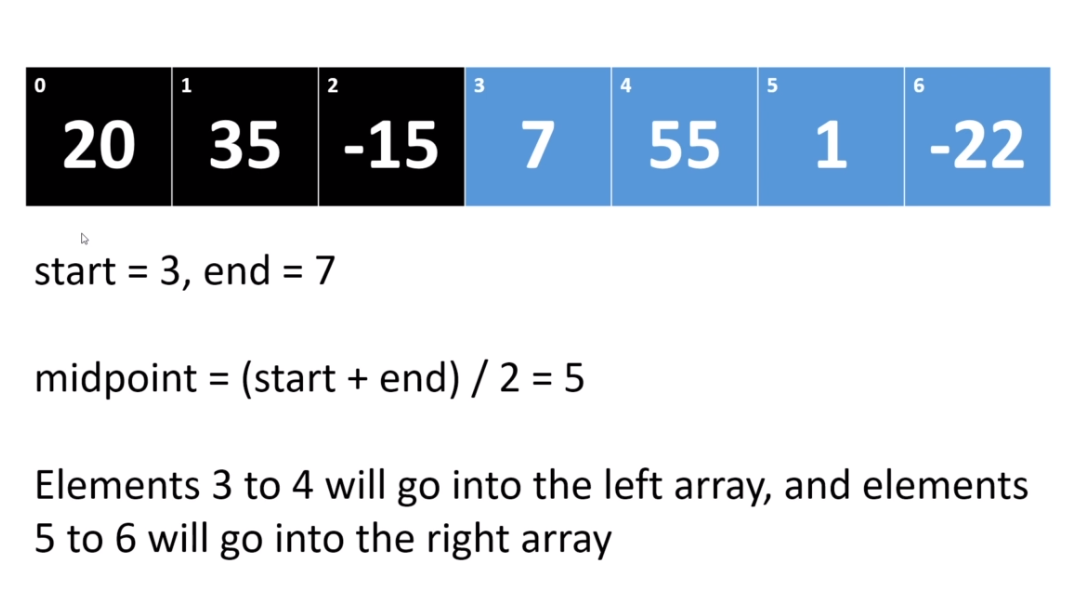 0 1 2 3 4 5 6
20 35 -15 7 55 1 -22
start = 3, end = 7
midpoint = (start + end) / 2 = 5
Elements 3 to 4 will go into the left array, and elements
5 to 6 will go into the right array